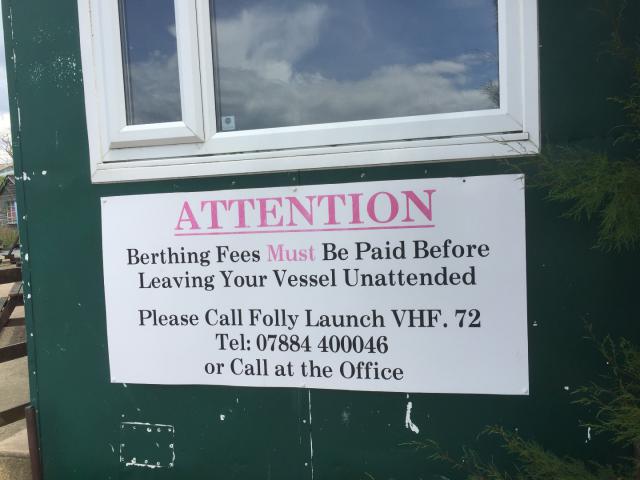 ATTENTION
Berthing Fees Must Be Paid Before
Leaving Your Vessel Unattended
Please Call Folly Launch VHF. 72
Tel: 07884 400046
or Call at the Office